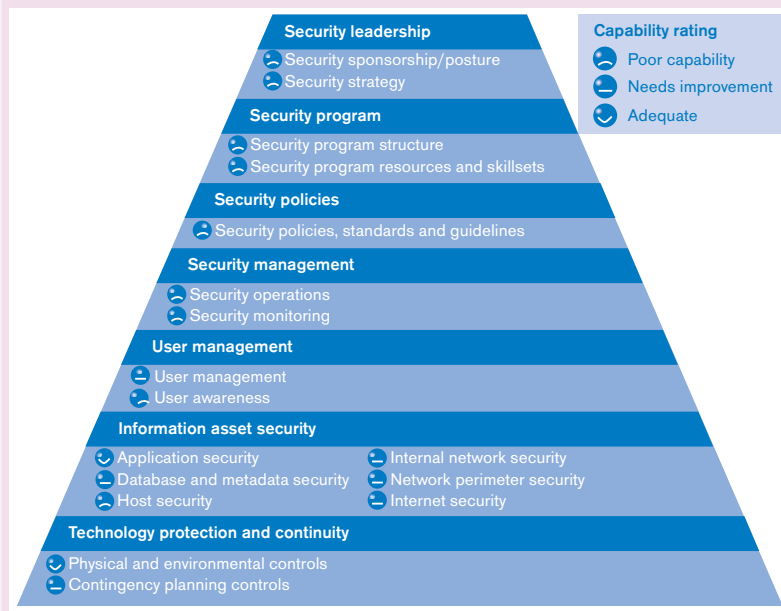 Security leadership
Security sponsorship/posture
Security strategy
Capability rating
Poor capability
Needs improvement
Adequate
Security program
Security program structure
Security program resources and skillsets
Security policies
Security policies, standards and guidelines
Security management
Security operations
Security monitoring
User management
User management
User awareness
Information asset security
Application security
Database and metadata security
Host security
Internal network security
Network perimeter security
Internet security
Technology protection and continuity
Physical and environmental controls
Contingency planning controls